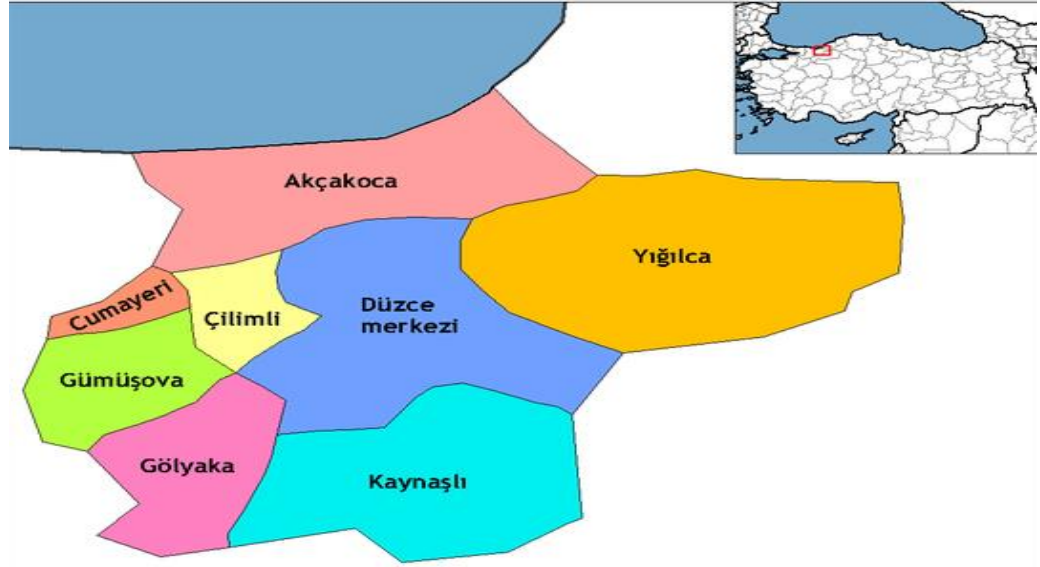 Akçakoca
Yığılca
Cumayeri
Çilimli
Düzce
merkezi
Gümüşova
Gölyaka
Kaynaşlı